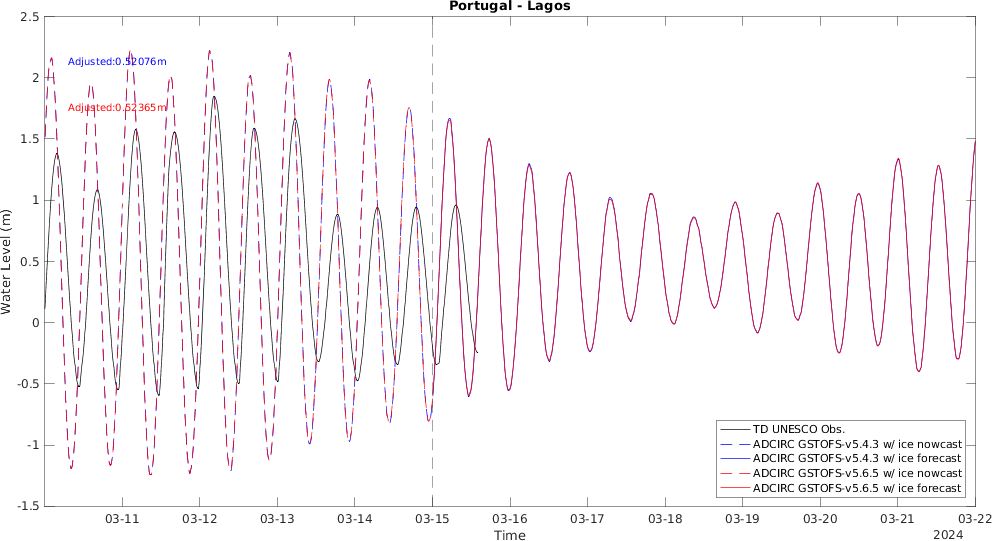 Portugal - Lagos
2.5
2
1.5
1
0.5
0
-0.5
-1
-1.5
Water Level (m)
Adjusted:0.52076m
Adjusted:0.52365m
TD UNESCO Obs.
ADCIRC GSTOFS-v5.4.3 w/ ice nowcast
ADCIRC GSTOFS-v5.4.3 w/ ice forecast
ADCIRC GSTOFS-v5.6.5 w/ ice nowcast
ADCIRC GSTOFS-v5.6.5 w/ ice forecast
03-11 03-12 03-13 03-14 03-15 03-16 03-17 03-18 03-19 03-20 03-21 03-22
Time
2024